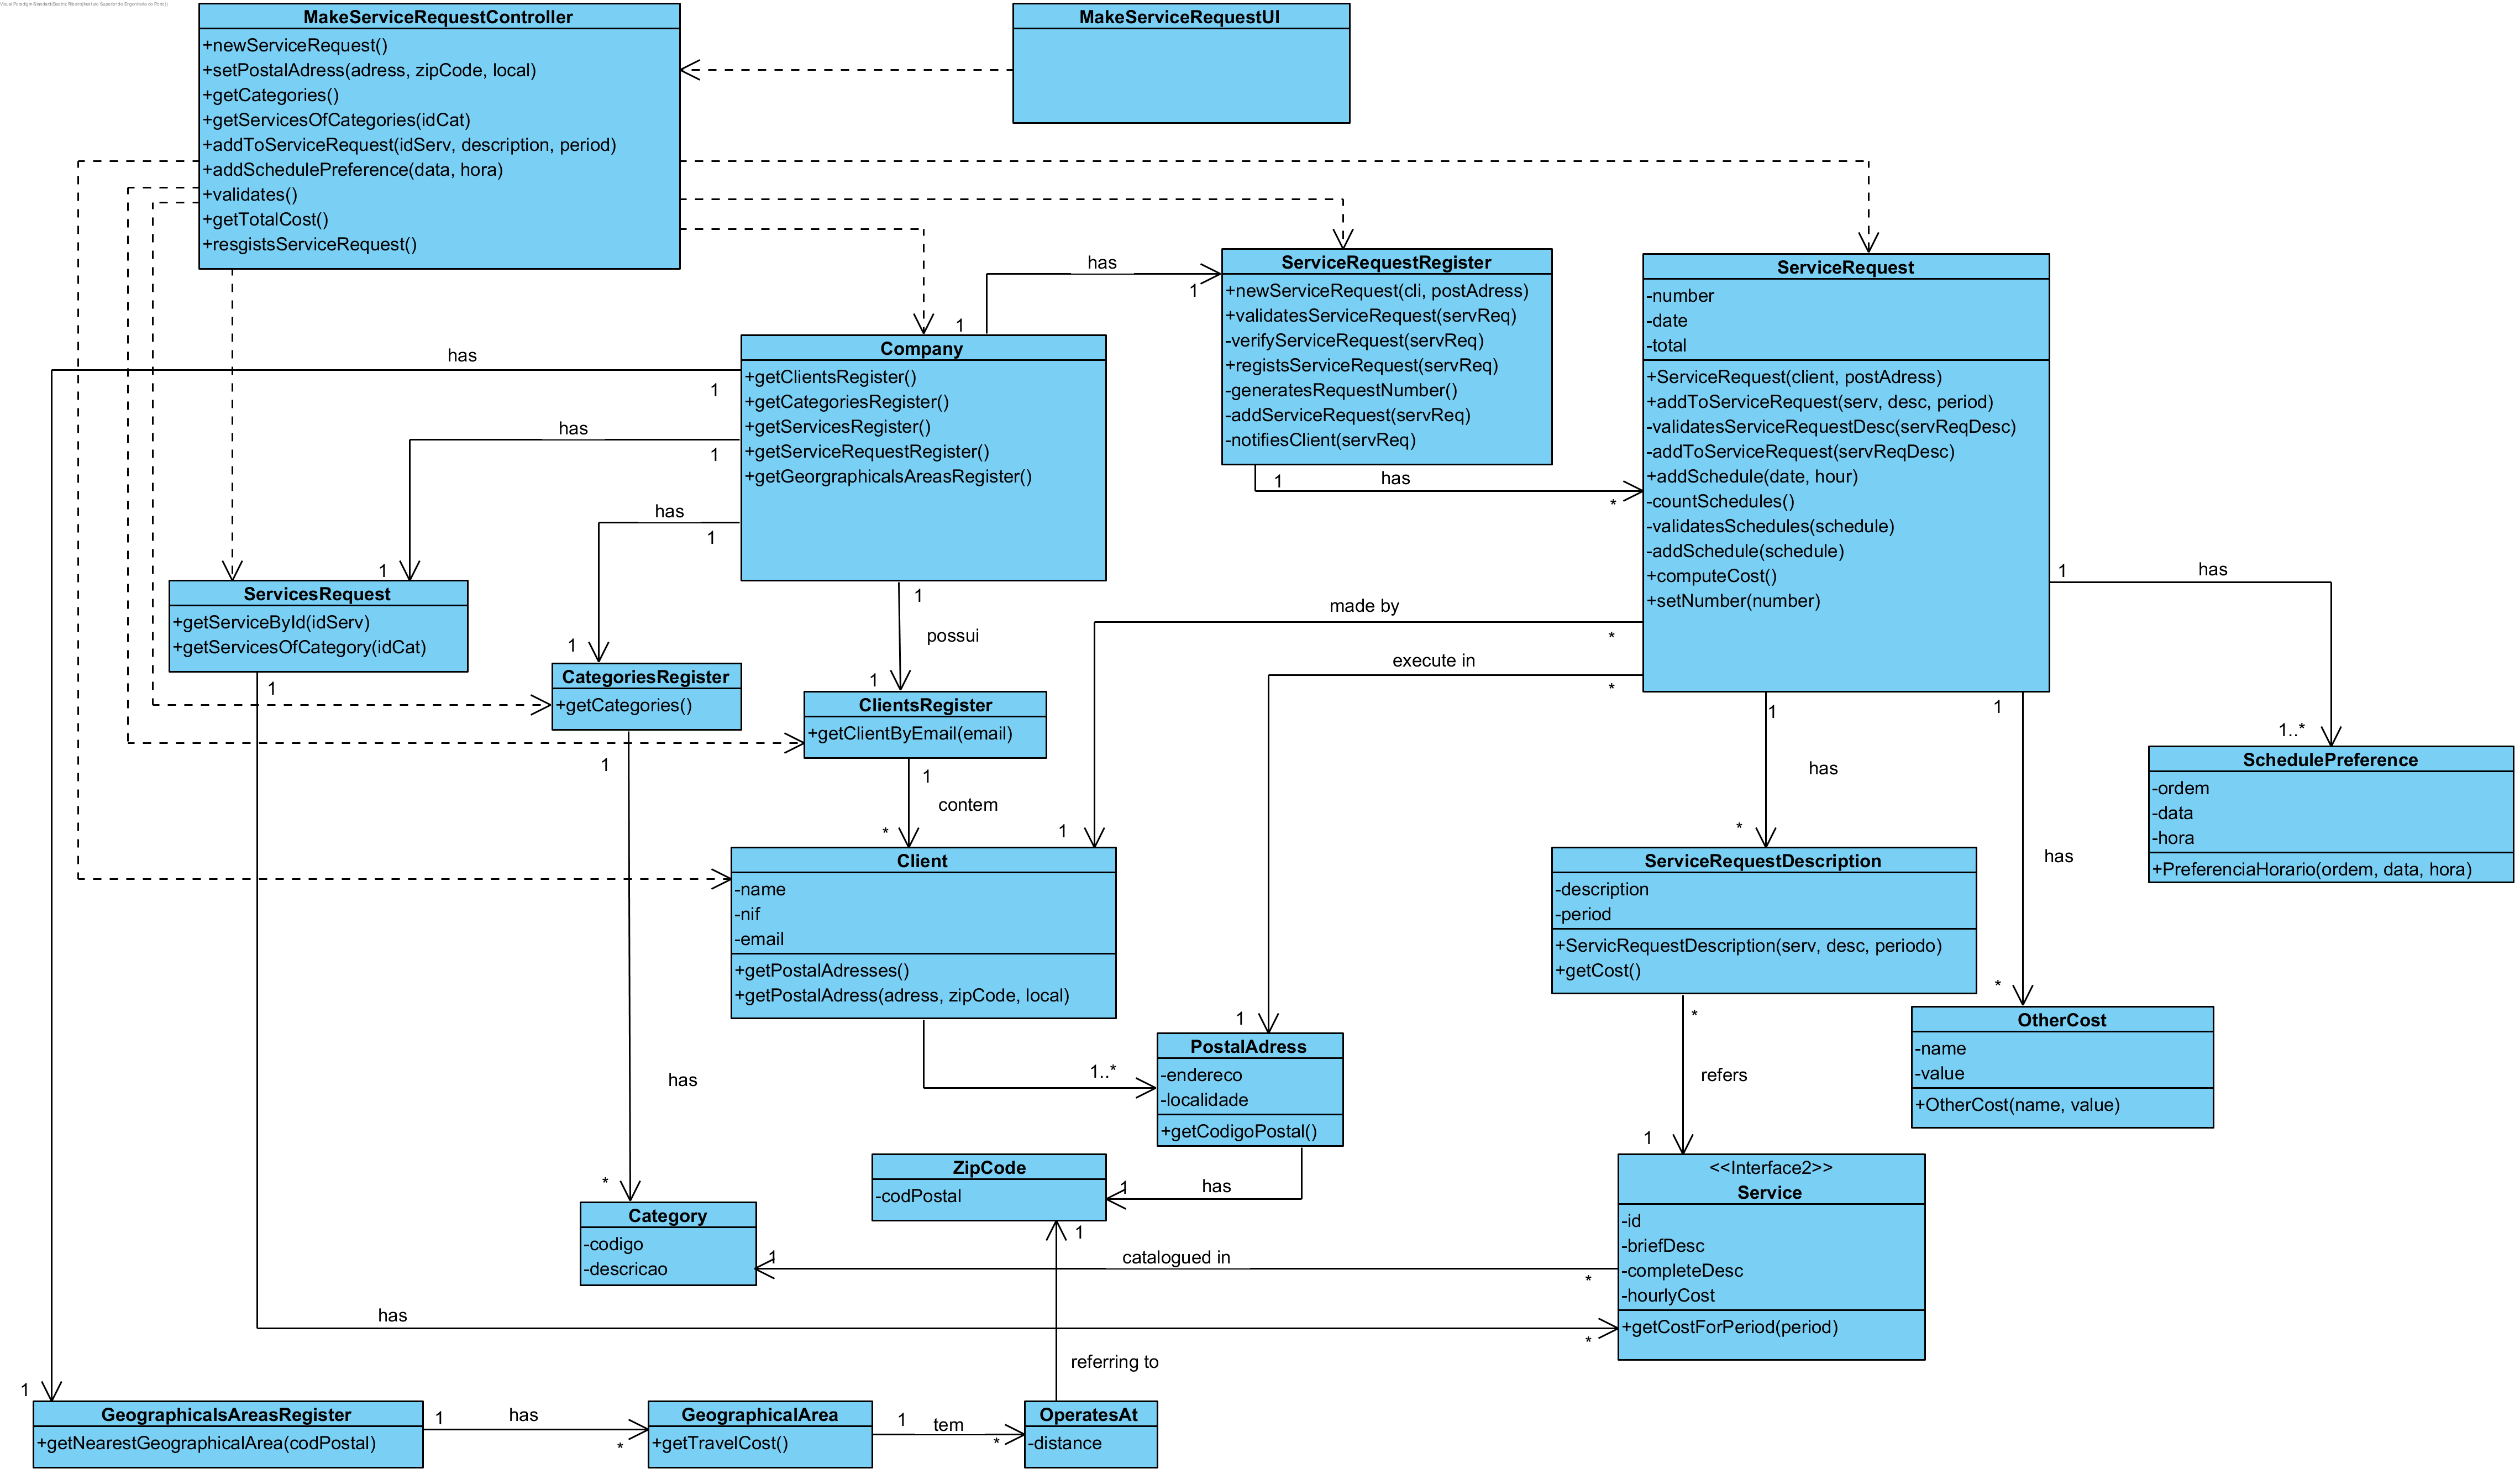 Visual Paradigm Standard(Beatriz Ribeiro(Instituto Superior de Engenharia do Porto))
MakeServiceRequestController
+newServiceRequest()
+setPostalAdress(adress, zipCode, local)
+getCategories()
+getServicesOfCategories(idCat)
+addToServiceRequest(idServ, description, period)
+addSchedulePreference(data, hora)
+validates()
+getTotalCost()
+resgistsServiceRequest()
MakeServiceRequestUI
has
1
1
ServiceRequestRegister
+newServiceRequest(cli, postAdress)
+validatesServiceRequest(servReq)
-verifyServiceRequest(servReq)
+registsServiceRequest(servReq)
-generatesRequestNumber()
-addServiceRequest(servReq)
-notifiesClient(servReq)
1
has
*
ServiceRequest
-number
-date
-total
+ServiceRequest(client, postAdress)
+addToServiceRequest(serv, desc, period)
-validatesServiceRequestDesc(servReqDesc)
-addToServiceRequest(servReqDesc)
+addSchedule(date, hour)
-countSchedules()
-validatesSchedules(schedule)
-addSchedule(schedule)
+computeCost()
+setNumber(number)
Company
+getClientsRegister()
+getCategoriesRegister()
+getServicesRegister()
+getServiceRequestRegister()
+getGeorgraphicalsAreasRegister()
has
1
has
1
1
has
1
1
1
possui
1
ServicesRequest
+getServiceById(idServ)
+getServicesOfCategory(idCat)
1
CategoriesRegister
+getCategories()
1
ClientsRegister
+getClientByEmail(email)
1
contem
*
made by
*
1
execute in
*
1
1
has
1..*
SchedulePreference
-ordem
-data
-hora
+PreferenciaHorario(ordem, data, hora)
1
has
*
1
has
*
Client
-name
-nif
-email
+getPostalAdresses()
+getPostalAdress(adress, zipCode, local)
1..*
ServiceRequestDescription
-description
-period
+ServicRequestDescription(serv, desc, periodo)
+getCost()
*
refers
1
OtherCost
-name
-value
+OtherCost(name, value)
PostalAdress
-endereco
-localidade
+getCodigoPostal()
has
1
ZipCode
-codPostal
1
has
*
Category
-codigo
-descricao
1
catalogued in
*
<<Interface2>>
Service
-id
-briefDesc
-completeDesc
-hourlyCost
+getCostForPeriod(period)
has
*
referring to
1
GeographicalsAreasRegister
+getNearestGeographicalArea(codPostal)
1
has
*
GeographicalArea
+getTravelCost()
1
tem
*
OperatesAt
-distance